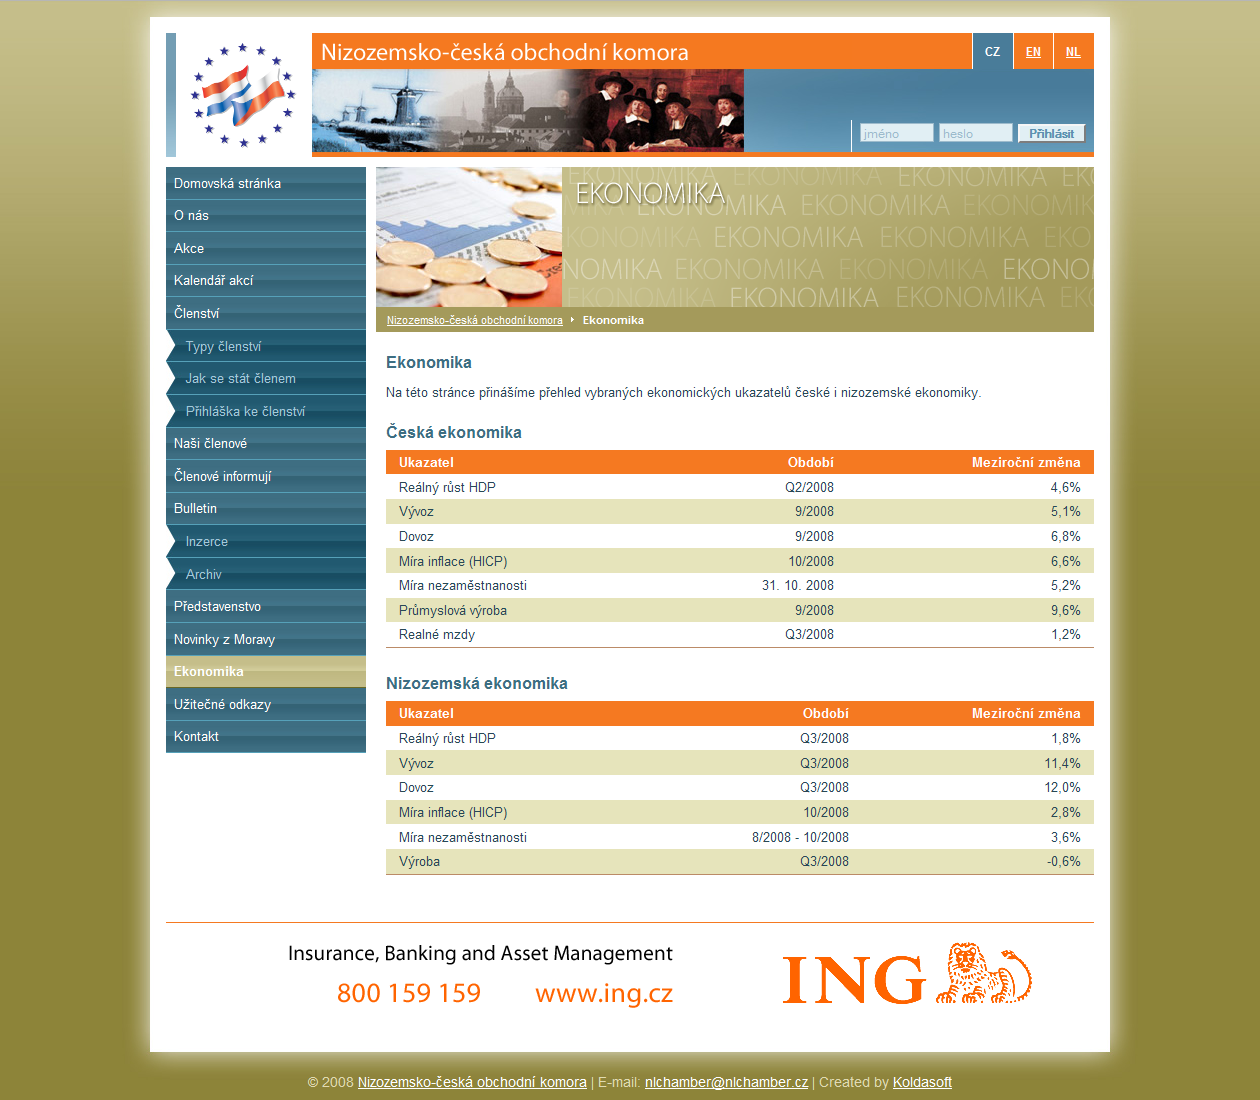 Nizozemsko-česká obchodní komora
CZ EN NL
jméno heslo Přihlásit
Domovská stránka
O nás
Akce
Kalendář akcí
Členství
Typy členství
Jak se stát členem
Přihláška ke členství
Naši členové
Členové informují
Bulletin
Inzerce
Archiv
Představenstvo
Novinky z Moravy
Ekonomika
Užitečné odkazy
Kontakt
EKONOMIKA
EKONOMIKA EKONOMIKA EKONOMIKA
EKONOMIKA EKONOMIKA EKONOMIKA
EKONOMIKA EKONOMIKA EKONOMIKA
EKONOMIKA EKONOMIKA
EKONOMIKA EKONOMIKA EKONOMIKA
Nizozemsko-česká obchodní komora Ekonomika
Ekonomika
Na této stránce přinášíme přehled vybraných ekonomických ukazatelů české i nizozemské ekonomiky.
Česká ekonomika
Ukazatel Období Meziroční změna
Reálný růst HDP Q2/2008 4,6%
Vývoz 9/2008 5,1%
Dovoz 9/2008 6,8%
Míra inflace (HICP) 10/2008 6,6%
Míra nezaměstnanosti 31. 10. 2008 5,2%
Průmyslová výroba 9/2008 9,6%
Realné mzdy Q3/2008 1,2%
Nizozemská ekonomika
Ukazatel Období Meziroční změna
Reálný růst HDP Q3/2008 1,8%
Vývoz Q3/2008 11,4%
Dovoz Q3/2008 12,0%
Míra inflace (HICP) 10/2008 2,8%
Míra nezaměstnanosti 8/2008 - 10/2008 3,6%
Výroba Q3/2008 -0,6%
Insurance, Banking and Asset Management
800 159 159 www.ing.cz
ING
© 2008 Nizozemsko-česká obchodní komora | E-mail: nlchamber@nlchamber.cz | Created by Koldasoft